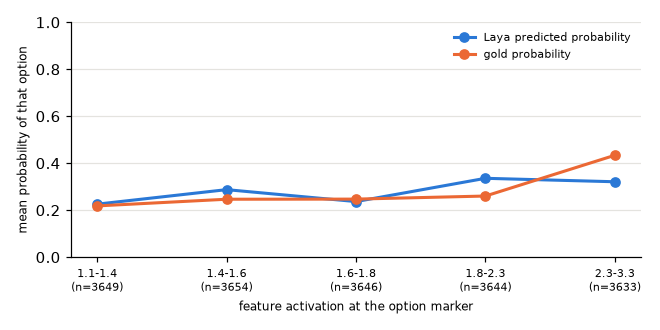 mean probability of that option
1.0
0.8
0.6
0.4
0.2
0.0
Laya predicted probability
gold probability
1.1-1.4
(n=3649)
1.4-1.6
(n=3654)
1.6-1.8
(n=3646)
1.8-2.3
(n=3644)
2.3-3.3
(n=3633)
feature activation at the option marker